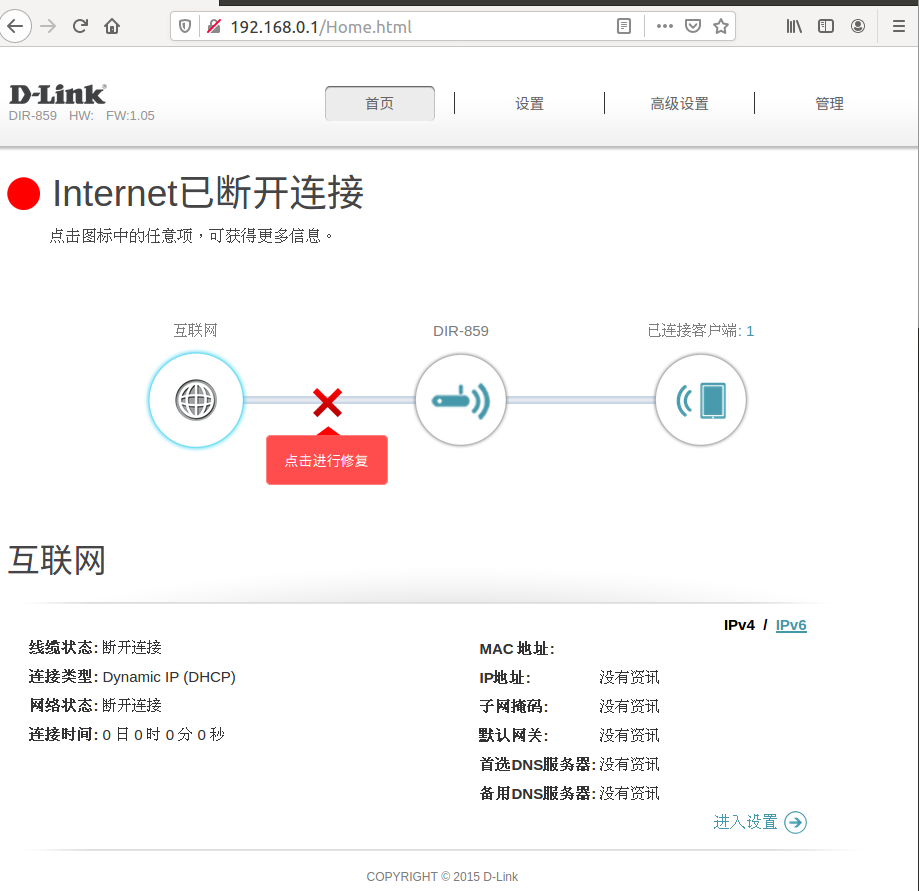 192.168.0.1/Home.html
D-Link
DIR-859 HW: FW:1.05
首页
设置
高级设置
管理
Internet已断开连接
点击图标中的任意项，可获得更多信息。
互联网
DIR-859
已连接客户端: 1
点击进行修复
互联网
IPv4 / IPv6
线缆状态: 断开连接
连接类型: Dynamic IP (DHCP)
网络状态: 断开连接
连接时间: 0 日 0 时 0 分 0 秒
MAC 地址:
IP地址: 没有资讯
子网掩码: 没有资讯
默认网关: 没有资讯
首选DNS服务器: 没有资讯
备用DNS服务器: 没有资讯
进入设置
COPYRIGHT © 2015 D-Link